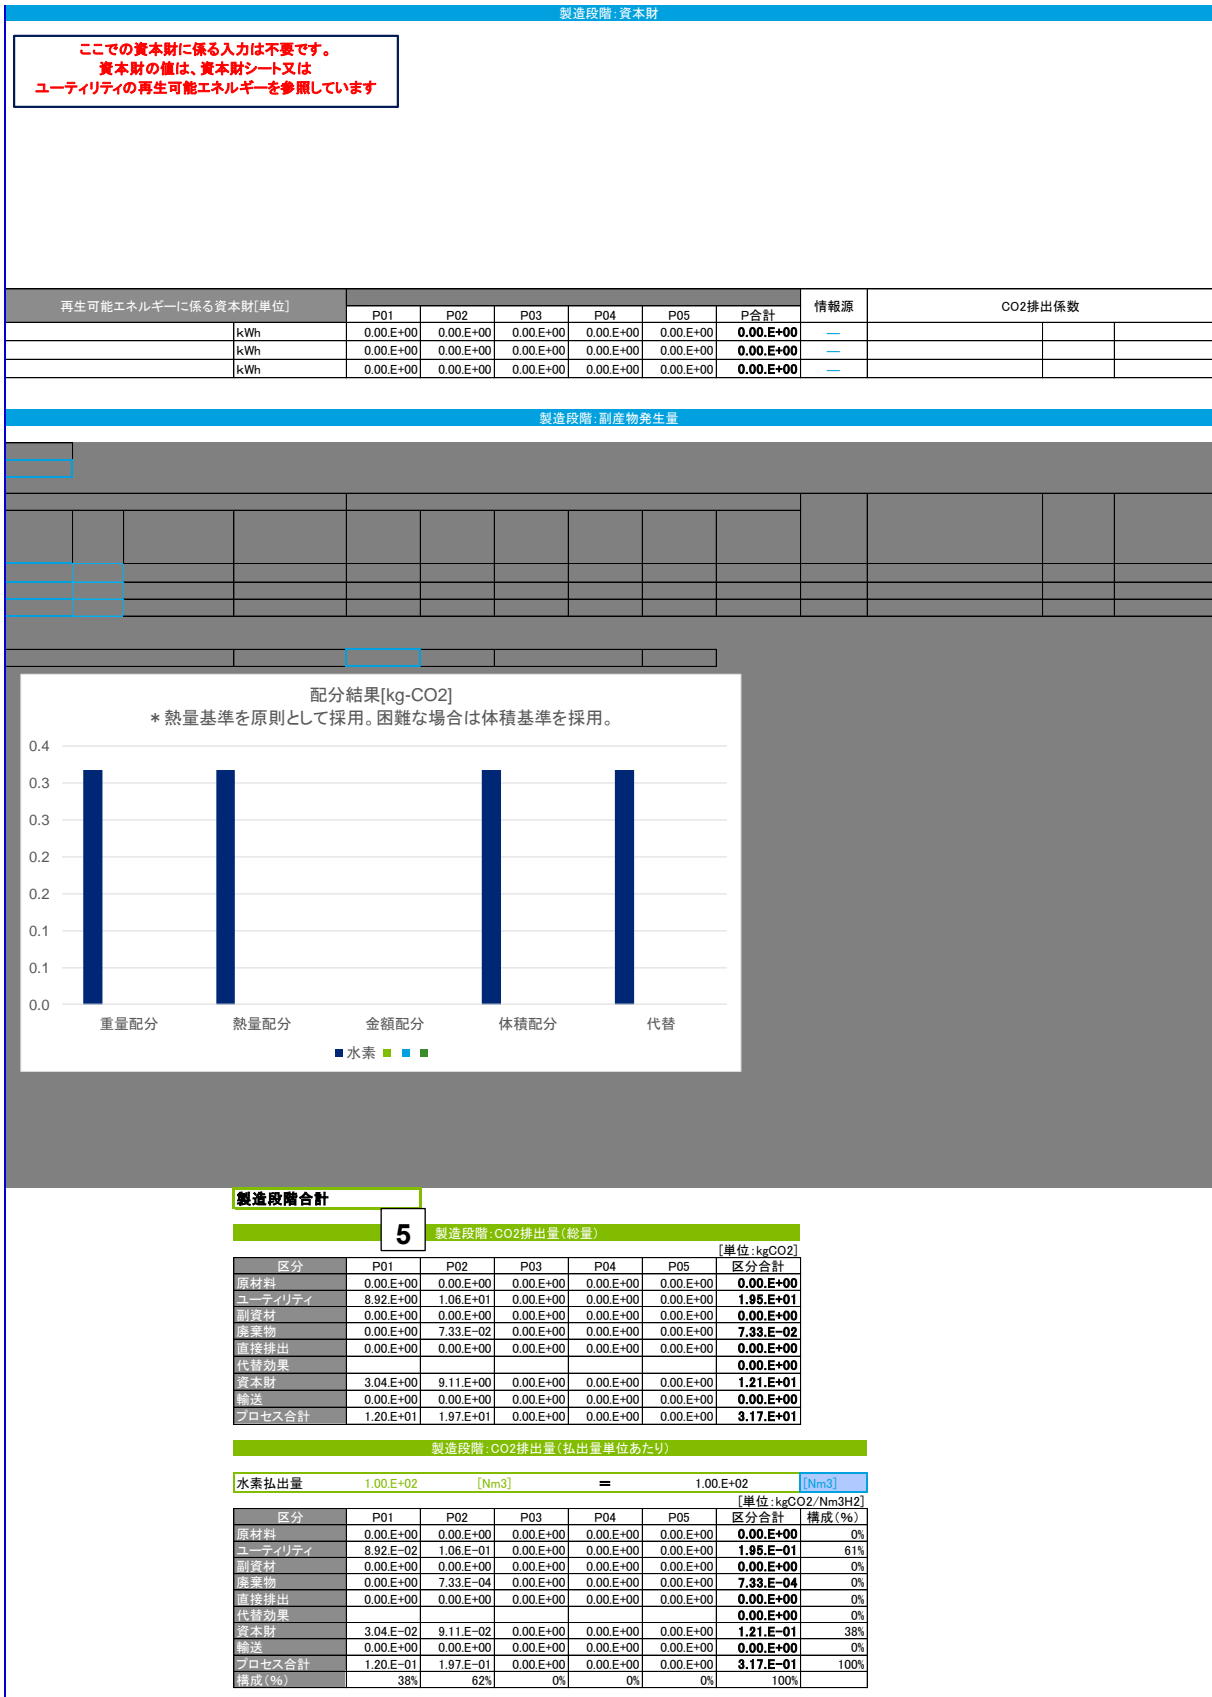 製造段階:資本財
ここでの資本財に係る入力は不要です。
資本財の値は、資本財シート又は
ユーティリティの再生可能エネルギーを参照しています
再生可能エネルギーに係る資本財[単位] 情報源 CO2排出係数
P01 P02 P03 P04 P05 P合計
kWh 0.00.E+00 0.00.E+00 0.00.E+00 0.00.E+00 0.00.E+00 0.00.E+00 ―
kWh 0.00.E+00 0.00.E+00 0.00.E+00 0.00.E+00 0.00.E+00 0.00.E+00 ―
kWh 0.00.E+00 0.00.E+00 0.00.E+00 0.00.E+00 0.00.E+00 0.00.E+00 ―
製造段階:副産物発生量
配分結果[kg-CO2]
＊熱量基準を原則として採用。困難な場合は体積基準を採用。
0.4
0.3
0.3
0.2
0.2
0.1
0.1
0.0
重量配分 熱量配分 金額配分 体積配分 代替
水素
製造段階合計
5
製造段階:CO2排出量(総量)
[単位:kgCO2]
区分 P01 P02 P03 P04 P05 区分合計
原材料 0.00.E+00 0.00.E+00 0.00.E+00 0.00.E+00 0.00.E+00 0.00.E+00
ユーティリティ 8.92.E+00 1.06.E+01 0.00.E+00 0.00.E+00 0.00.E+00 1.95.E+01
副資材 0.00.E+00 0.00.E+00 0.00.E+00 0.00.E+00 0.00.E+00 0.00.E+00
廃棄物 0.00.E+00 7.33.E-02 0.00.E+00 0.00.E+00 0.00.E+00 7.33.E-02
直接排出 0.00.E+00 0.00.E+00 0.00.E+00 0.00.E+00 0.00.E+00 0.00.E+00
代替効果 0.00.E+00
資本財 3.04.E+00 9.11.E+00 0.00.E+00 0.00.E+00 0.00.E+00 1.21.E+01
輸送 0.00.E+00 0.00.E+00 0.00.E+00 0.00.E+00 0.00.E+00 0.00.E+00
プロセス合計 1.20.E+01 1.97.E+01 0.00.E+00 0.00.E+00 0.00.E+00 3.17.E+01
製造段階:CO2排出量(払出量単位あたり)
水素払出量 1.00.E+02 [Nm3] = 1.00.E+02 [Nm3]
[単位:kgCO2/Nm3H2]
区分 P01 P02 P03 P04 P05 区分合計 構成(%)
原材料 0.00.E+00 0.00.E+00 0.00.E+00 0.00.E+00 0.00.E+00 0.00.E+00 0%
ユーティリティ 8.92.E-02 1.06.E-01 0.00.E+00 0.00.E+00 0.00.E+00 1.95.E-01 61%
副資材 0.00.E+00 0.00.E+00 0.00.E+00 0.00.E+00 0.00.E+00 0.00.E+00 0%
廃棄物 0.00.E+00 7.33.E-04 0.00.E+00 0.00.E+00 0.00.E+00 7.33.E-04 0%
直接排出 0.00.E+00 0.00.E+00 0.00.E+00 0.00.E+00 0.00.E+00 0.00.E+00 0%
代替効果 0.00.E+00 0%
資本財 3.04.E-02 9.11.E-02 0.00.E+00 0.00.E+00 0.00.E+00 1.21.E-01 38%
輸送 0.00.E+00 0.00.E+00 0.00.E+00 0.00.E+00 0.00.E+00 0.00.E+00 0%
プロセス合計 1.20.E-01 1.97.E-01 0.00.E+00 0.00.E+00 0.00.E+00 3.17.E-01 100%
構成(%) 38% 62% 0% 0% 0% 100%